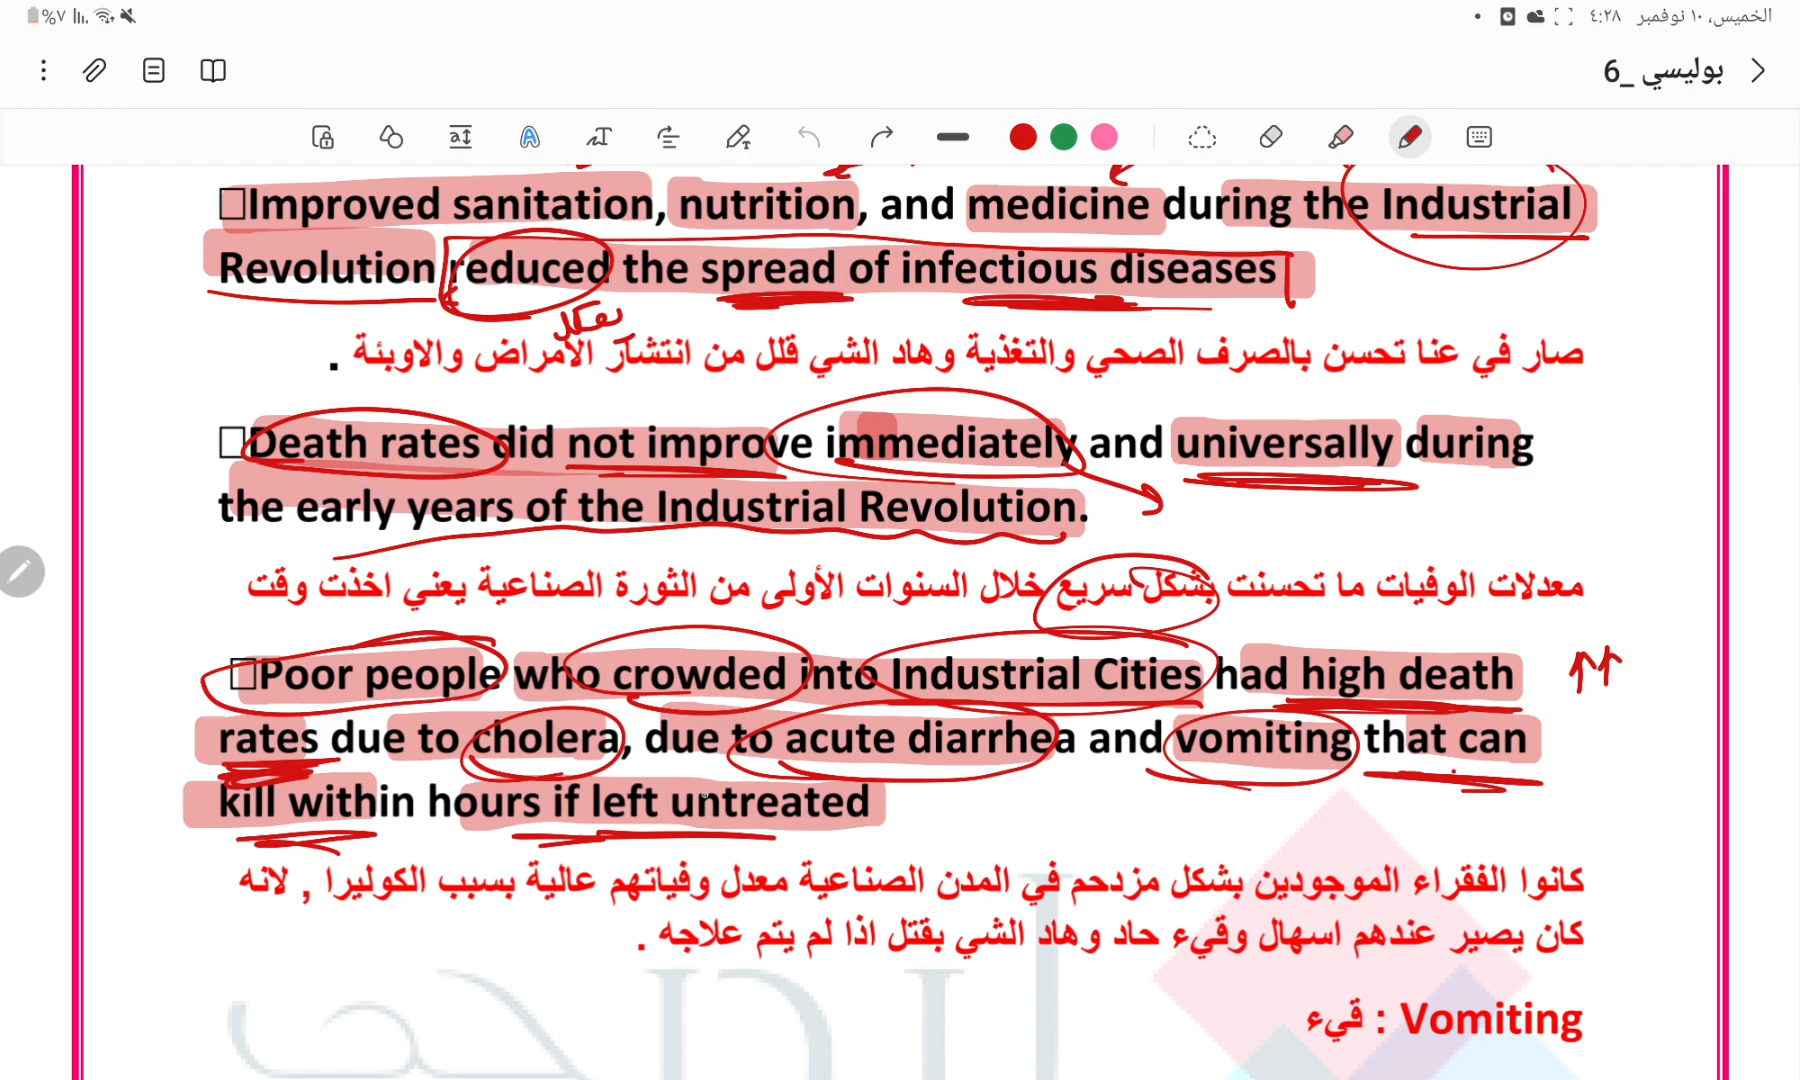 %٧ الخميس، ١٠ نوفمبر ٤:٢٨
بوليسي _6
Improved sanitation, nutrition, and medicine during the Industrial
Revolution reduced the spread of infectious diseases
صار في عنا تحسن بالصرف الصحي والتغذية وهاد الشي قلل من انتشار الأمراض والاوبئة .
Death rates did not improve immediately and universally during
the early years of the Industrial Revolution.
معدلات الوفيات ما تحسنت بشكل سريع خلال السنوات الأولى من الثورة الصناعية يعني اخذت وقت
Poor people who crowded into Industrial Cities had high death
rates due to cholera, due to acute diarrhea and vomiting that can
kill within hours if left untreated
كانوا الفقراء الموجودين بشكل مزدحم في المدن الصناعية معدل وفياتهم عالية بسبب الكوليرا , لانه
كان يصير عندهم اسهال وقيء حاد وهاد الشي بقتل اذا لم يتم علاجه .
Vomiting : قيء